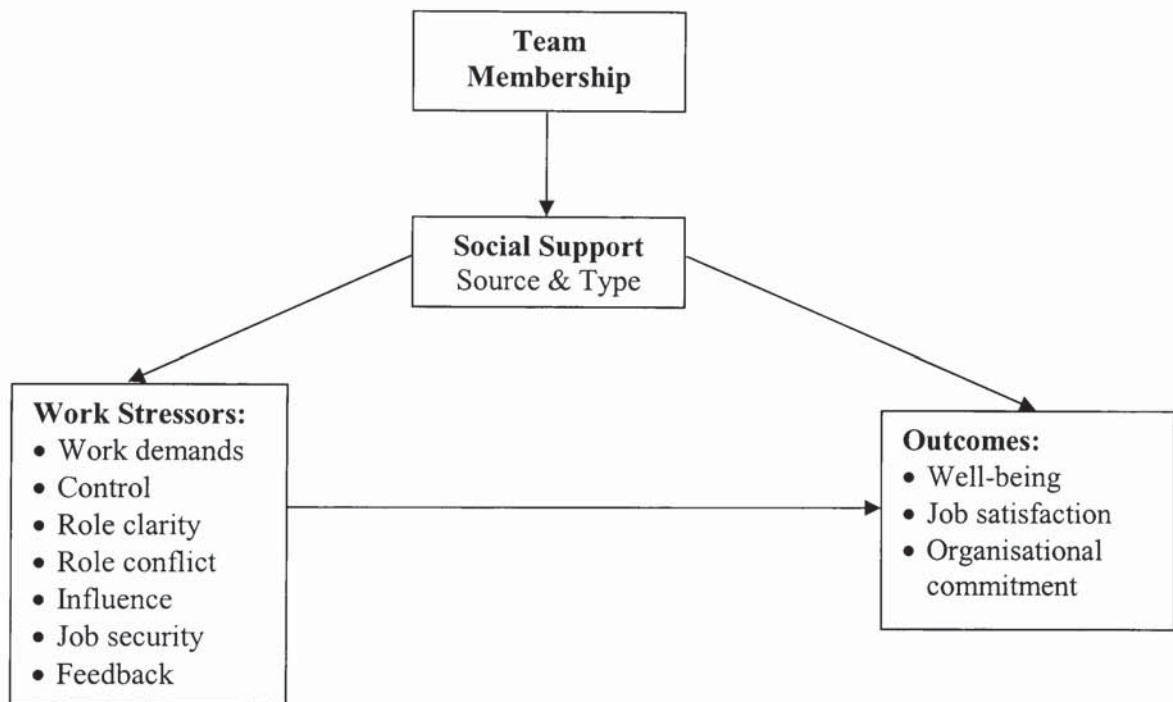 Team
Membership
Social Support
Source & Type
Work Stressors:
• Work demands
• Control
• Role clarity
• Role conflict
• Influence
• Job security
• Feedback
Outcomes:
• Well-being
• Job satisfaction
• Organisational
commitment